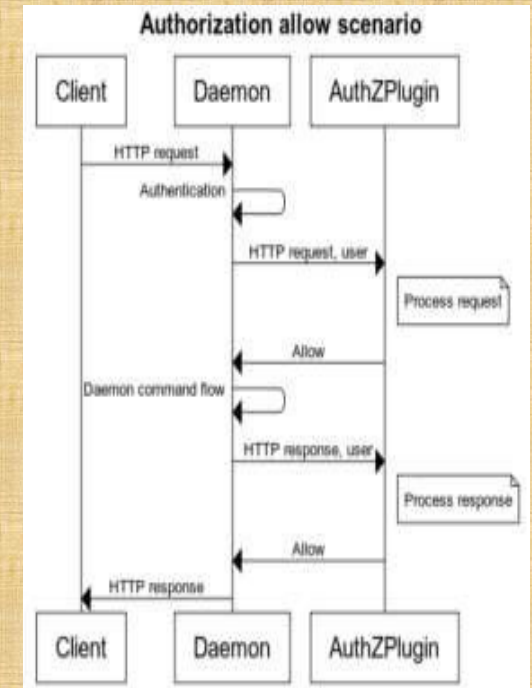 Authorization allow scenario
Client Daemon AuthZPlugin
HTTP request
Authentication
HTTP request, user
Process request
Allow
Daemon command flow
HTTP response, user
Process response
Allow
HTTP response
Client Daemon AuthZPlugin